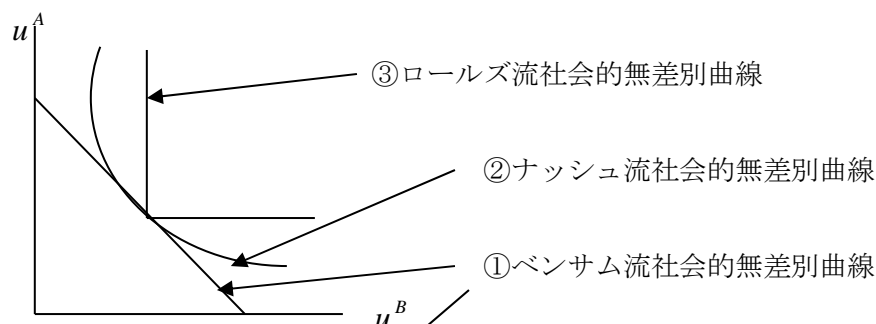 u^A
③ロールズ流社会的無差別曲線
②ナッシュ流社会的無差別曲線
①ベンサム流社会的無差別曲線
u^B